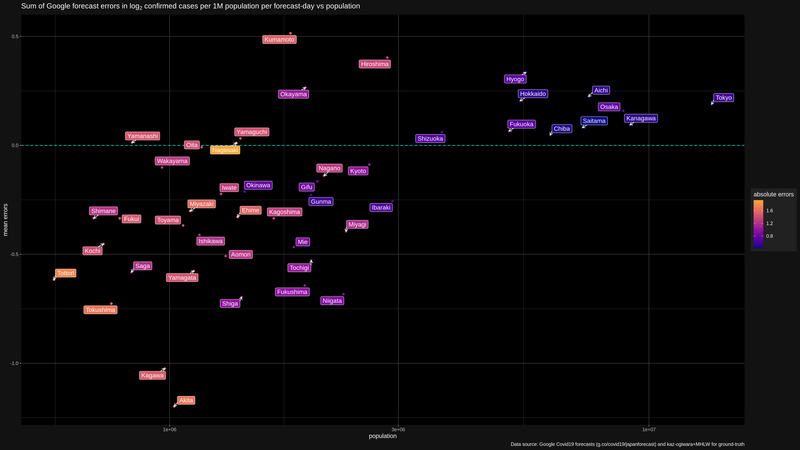 Sum of Google forecast errors in log2 confirmed cases per 1M population per forecast-day vs population
0.5
Kumamoto
Hiroshima
Hyogo
Okayama
Hokkaido
Aichi
Tokyo
Osaka
Fukuoka
Chiba
Saitama
Kanagawa
Yamanashi
Yamaguchi
Shizuoka
0.0
Oita
Nagasaki
Wakayama
Nagano
Kyoto
Iwate
Okinawa
Gifu
Gunma
Ibaraki
Shimane
Fukui
Miyazaki
Toyama
Ehime
Kagoshima
Miyagi
Ishikawa
Mie
Kochi
Aomori
-0.5
Saga
Tochigi
Tottori
Yamagata
Fukushima
Niigata
Shiga
Tokushima
-1.0
Kagawa
Akita
mean errors
absolute errors
1.6
1.2
0.8
1e+06
3e+06
1e+07
population
Data source: Google Covid19 forecasts (g.co/covid19/japanforecast) and kaz-ogiwara+MHLW for ground-truth